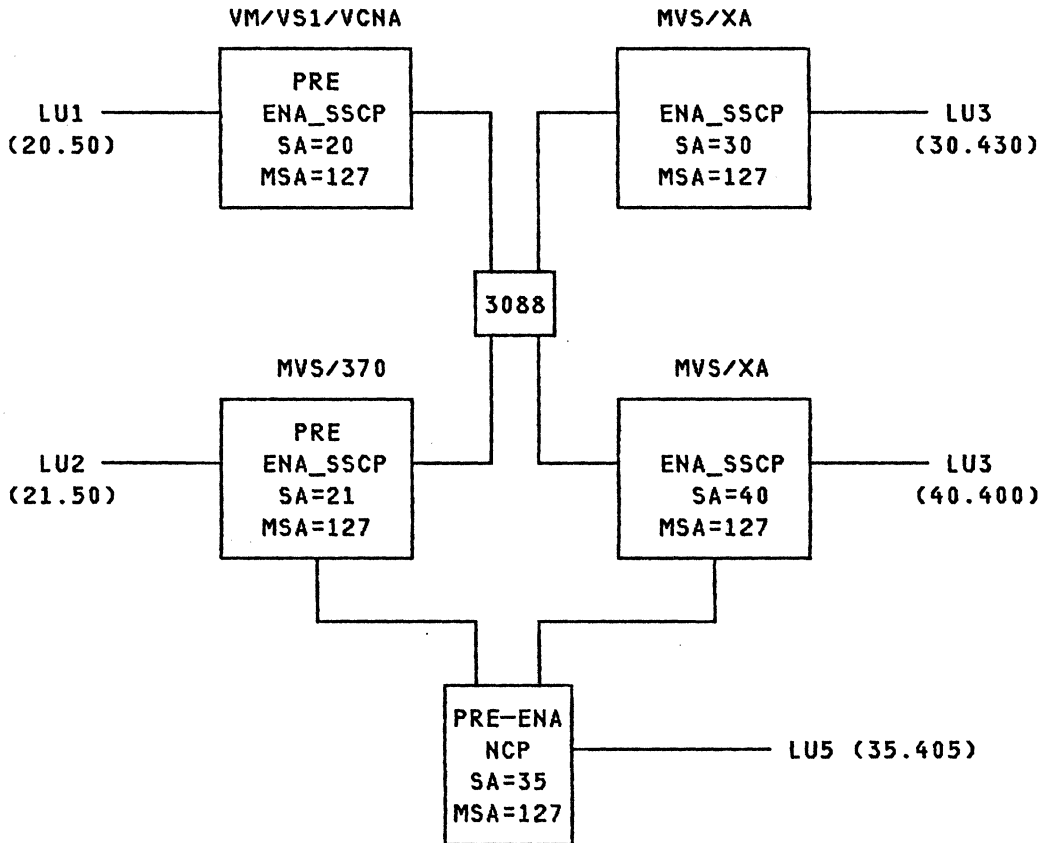 VM/VS1/VCNA
MVS/XA
LU1
(20.50)
PRE
ENA_SSCP
SA=20
MSA=127
ENA_SSCP
SA=30
MSA=127
LU3
(30.430)
3088
MVS/370
MVS/XA
LU2
(21.50)
PRE
ENA_SSCP
SA=21
MSA=127
ENA_SSCP
SA=40
MSA=127
LU3
(40.400)
PRE-ENA
NCP
SA=35
MSA=127
LU5 (35.405)